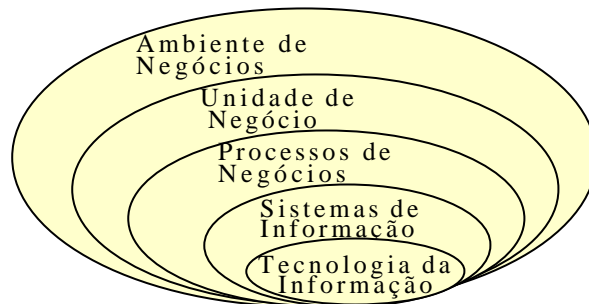 Ambiente de
Negócios
Unidade de
Negócio
Processos de
Negócios
Sistemas de
Informação
Tecnologia da
Informação